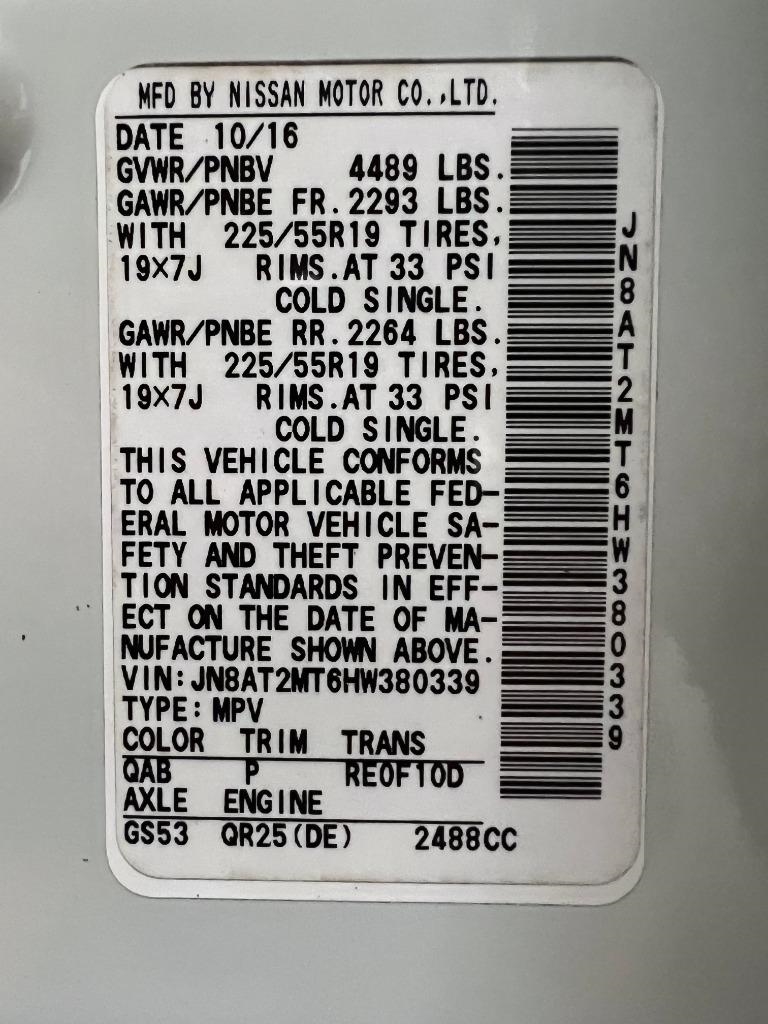 MFD BY NISSAN MOTOR CO.,LTD.
DATE 10/16
GVWR/PNBV 4489 LBS.
GAWR/PNBE FR.2293 LBS.
WITH 225/55R19 TIRES,
19×7J RIMS.AT 33 PSI
COLD SINGLE.
GAWR/PNBE RR.2264 LBS.
WITH 225/55R19 TIRES,
19×7J RIMS.AT 33 PSI
COLD SINGLE.
THIS VEHICLE CONFORMS
TO ALL APPLICABLE FED-
ERAL MOTOR VEHICLE SA-
FETY AND THEFT PREVEN-
TION STANDARDS IN EFF-
ECT ON THE DATE OF MA-
NUFACTURE SHOWN ABOVE.
VIN:JN8AT2MT6HW380339
TYPE:MPV
COLOR TRIM TRANS
QAB P RE0F10D
AXLE ENGINE
GS53 QR25(DE) 2488CC
JN8AT2MT6HW380339